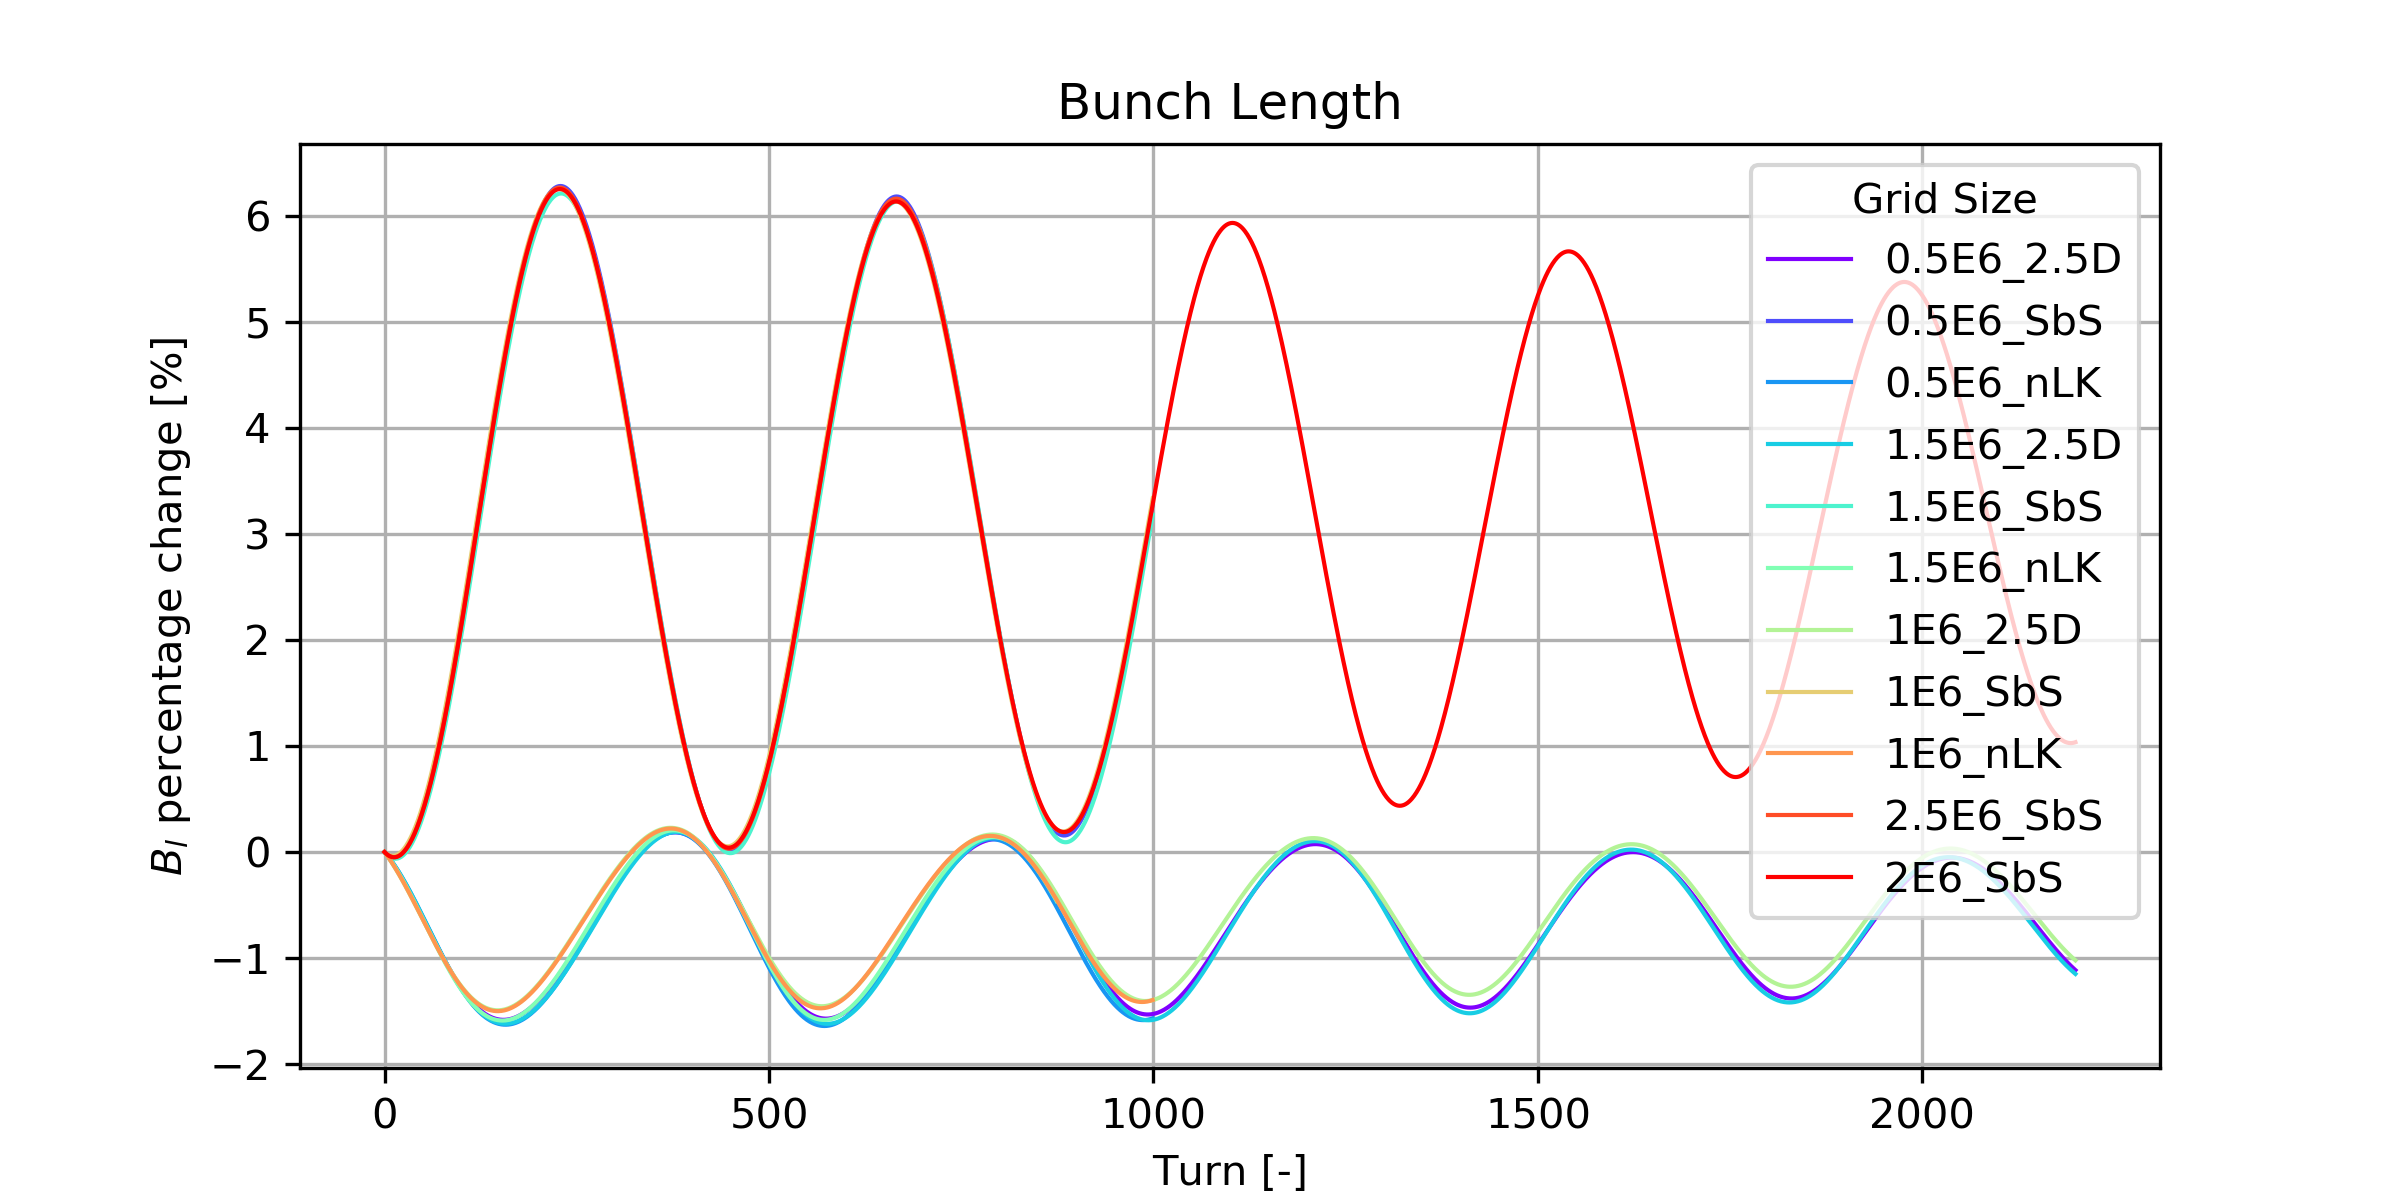 Bunch Length
B_l percentage change [%]
6
5
4
3
2
1
0
−1
−2
0 500 1000 1500 2000
Turn [-]
Grid Size
0.5E6_2.5D
0.5E6_SbS
0.5E6_nLK
1.5E6_2.5D
1.5E6_SbS
1.5E6_nLK
1E6_2.5D
1E6_SbS
1E6_nLK
2.5E6_SbS
2E6_SbS